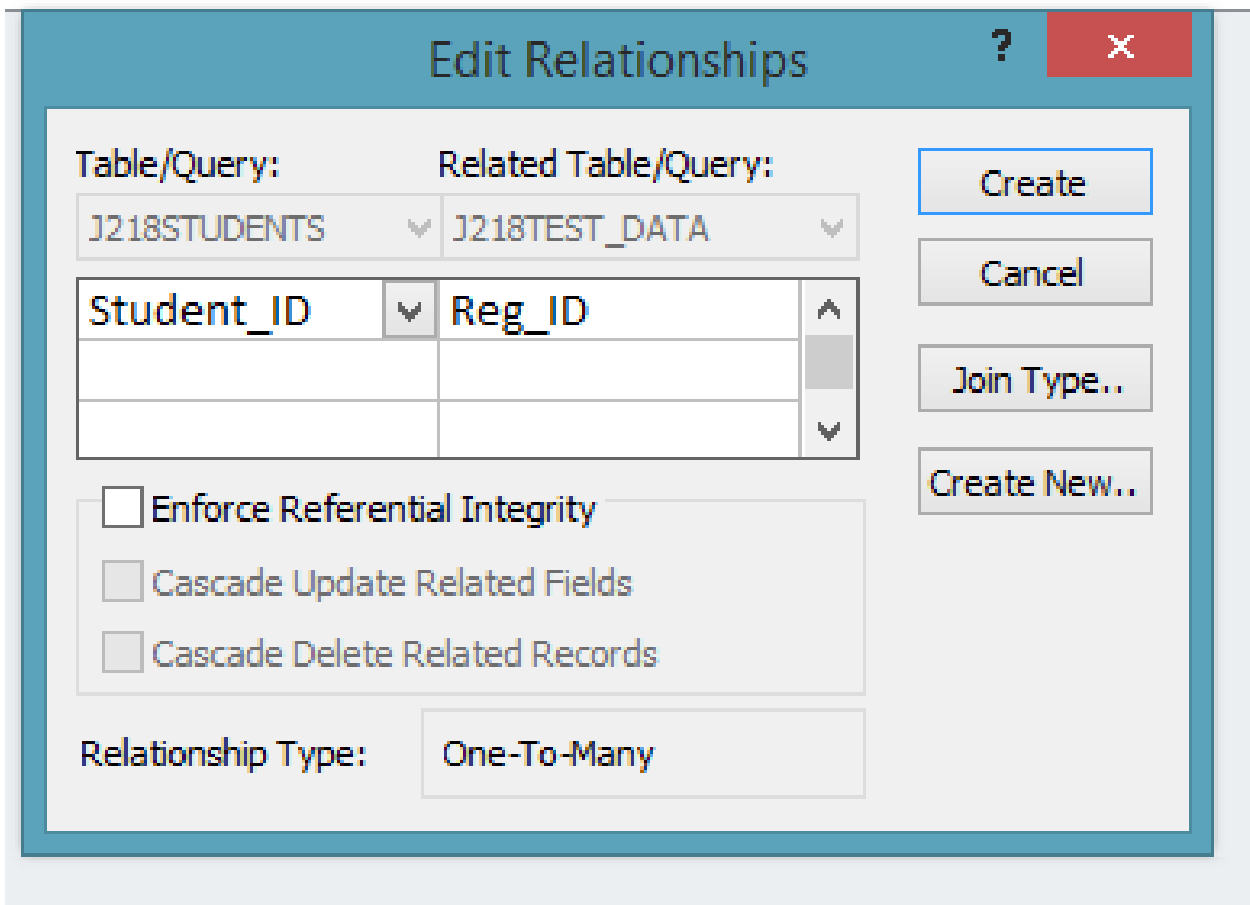 Edit Relationships
?
x
Table/Query:
Related Table/Query:
J218STUDENTS
J218TEST_DATA
Student_ID
Reg_ID
Enforce Referential Integrity
Cascade Update Related Fields
Cascade Delete Related Records
Relationship Type:
One-To-Many
Create
Cancel
Join Type..
Create New..